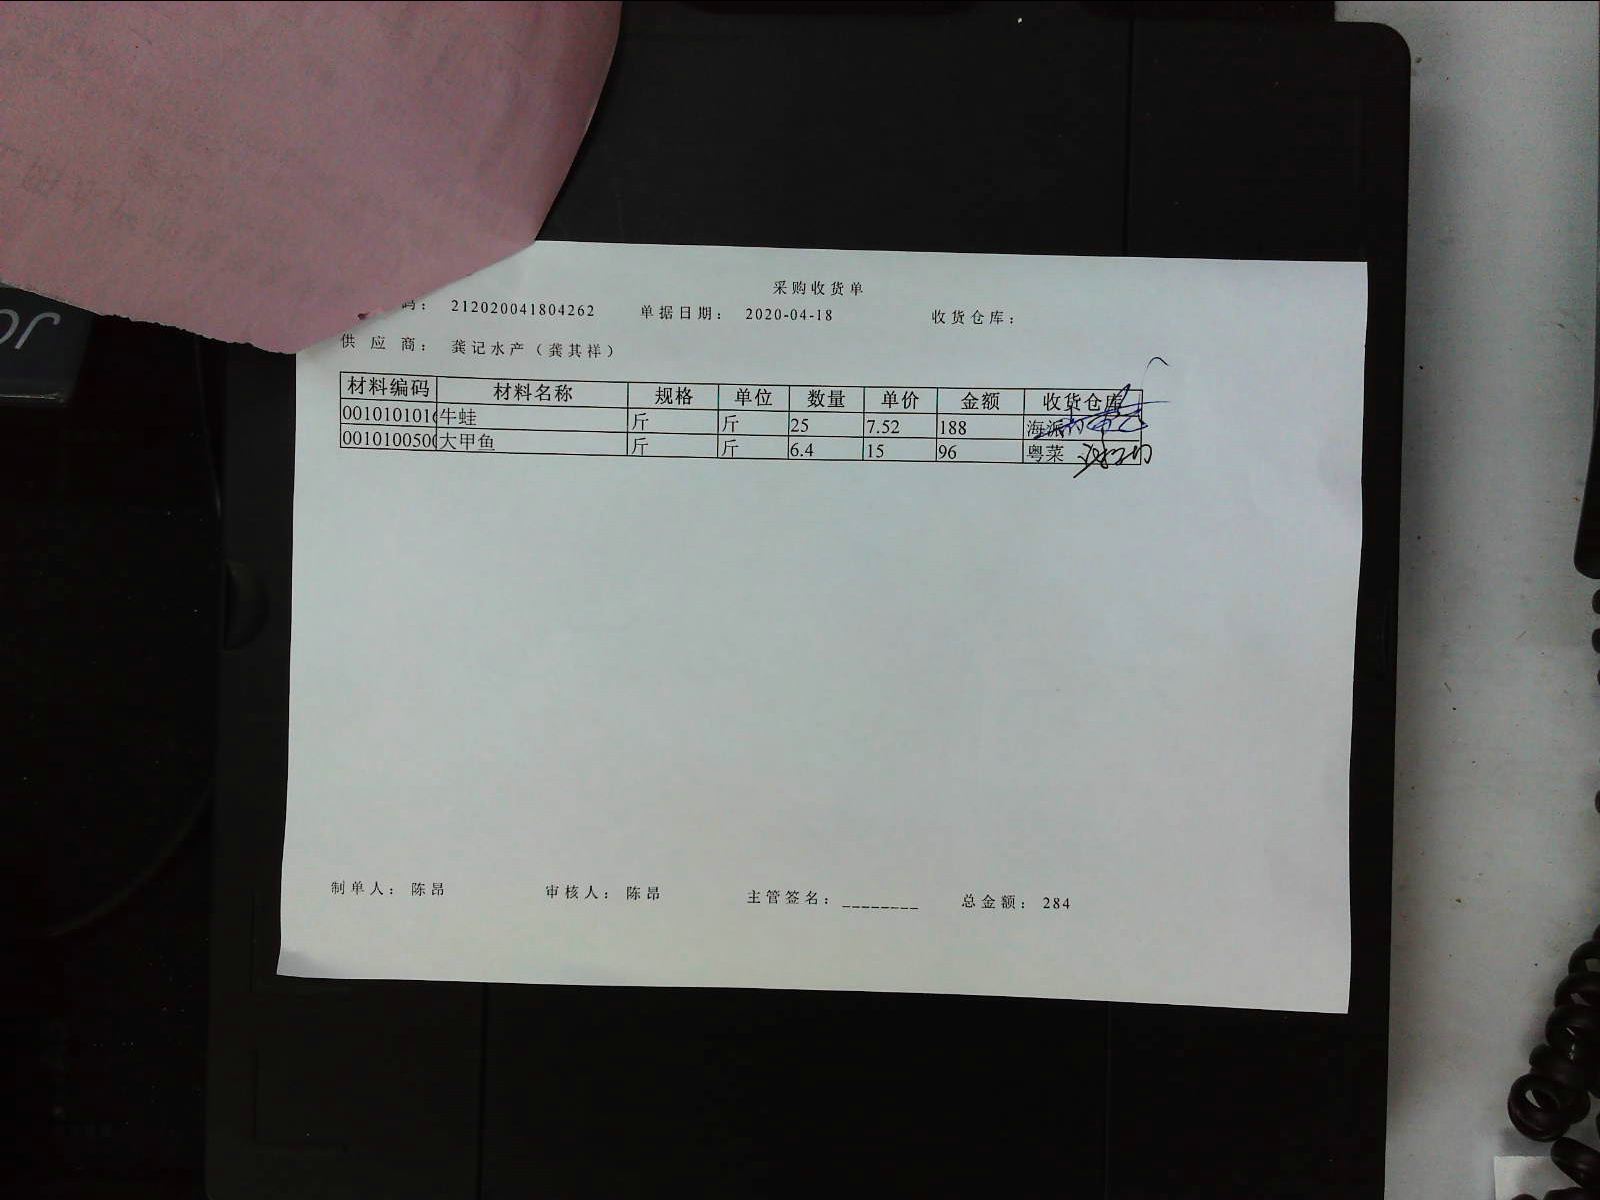 采购收货单
码： 212020041804262 单据日期： 2020-04-18 收货仓库：
供 应 商： 龚记水产（龚其祥）
材料编码 材料名称 规格 单位 数量 单价 金额 收货仓库
001010101 牛蛙 斤 斤 25 7.52 188 海派
0010100500 大甲鱼 斤 斤 6.4 15 96 粤菜
制单人： 陈昂 审核人： 陈昂 主管签名：________ 总金额： 284